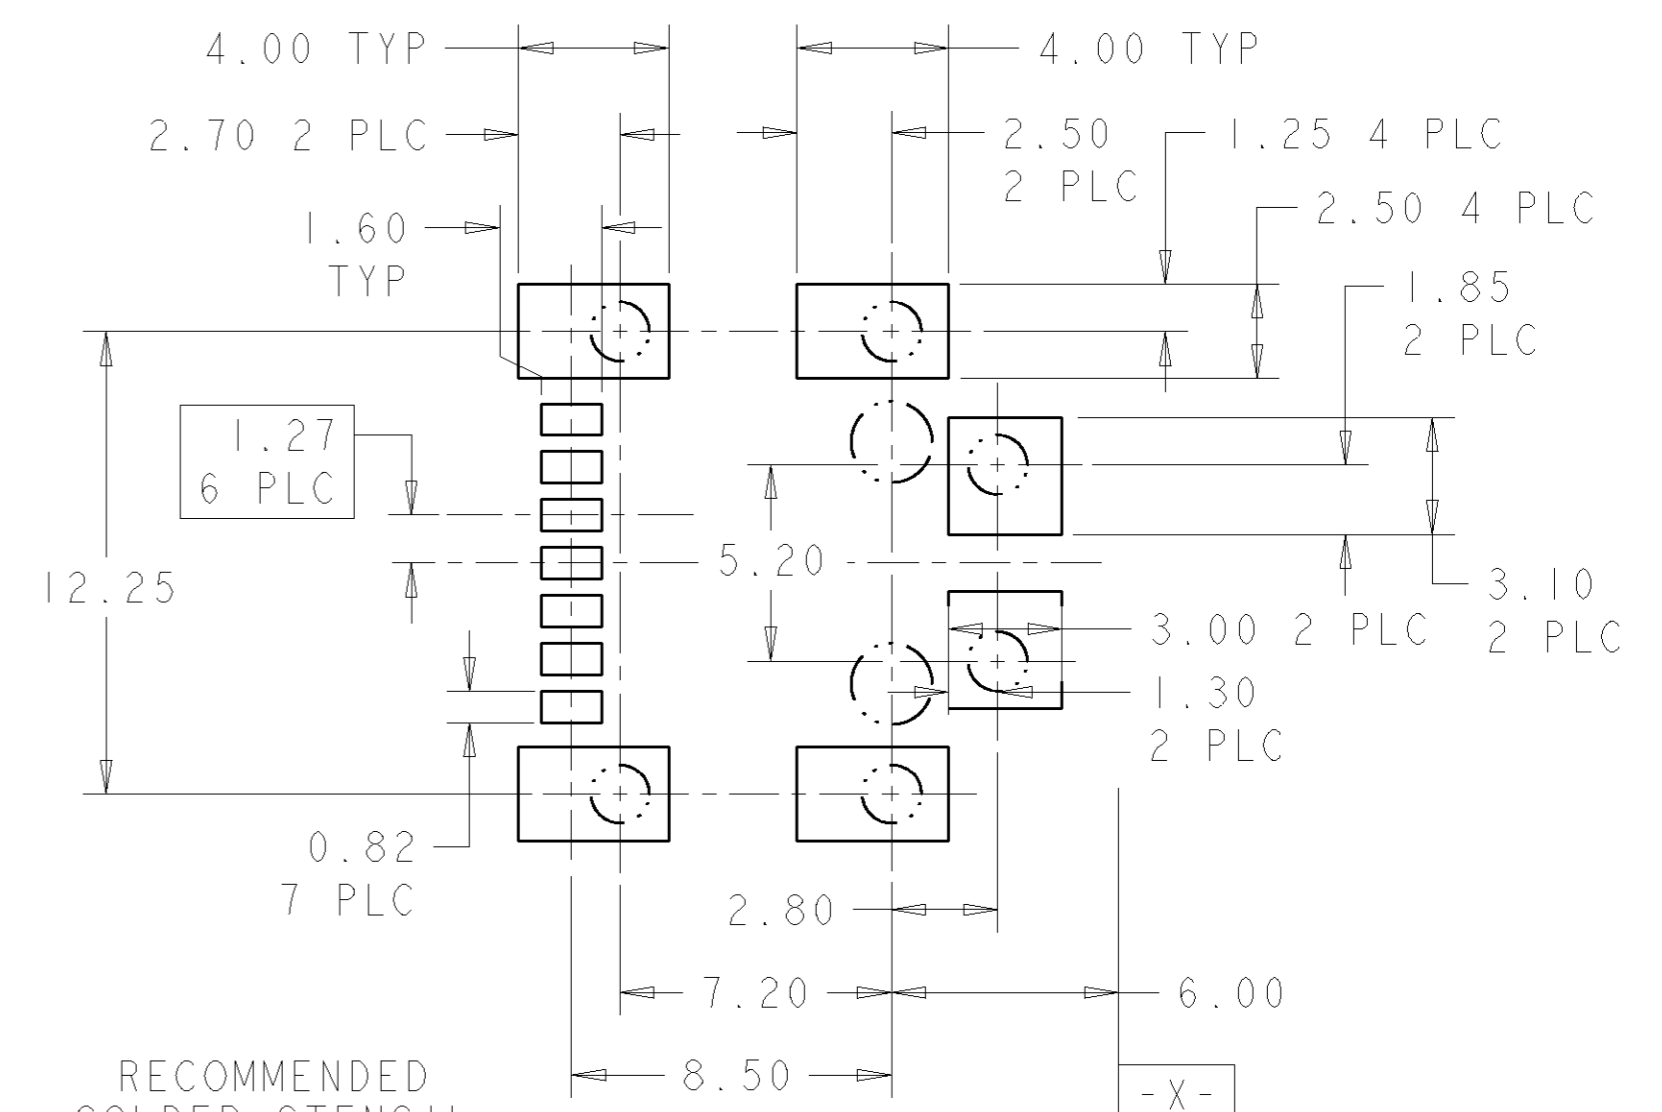 4.00 TYP
4.00 TYP
2.70 2 PLC
2.50
2 PLC
1.25 4 PLC
2.50 4 PLC
1.60
TYP
1.85
2 PLC
1.27
6 PLC
5.20
12.25
3.10
2 PLC
3.00 2 PLC
1.30
2 PLC
0.82
7 PLC
2.80
7.20
6.00
8.50
RECOMMENDED
SOLDER STENCIL
-X-